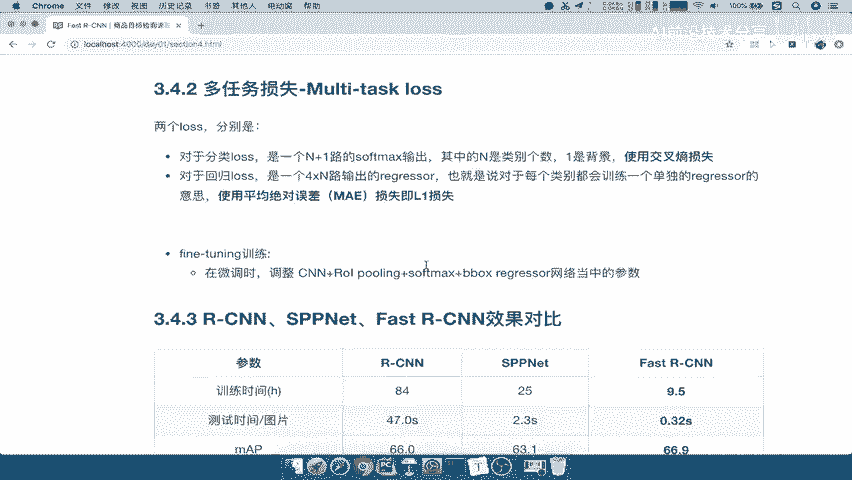 Chrome 文件 修改 视图 历史记录 书签 其他人 电动窗 帮助 100%
Fast R-CNN | 商品目标检测课
localhost:4000/day01/section4.html
3.4.2 多任务损失-Multi-task loss
两个loss，分别是：
• 对于分类loss，是一个N+1路的softmax输出，其中的N是类别个数，1是背景，使用交叉熵损失
• 对于回归loss，是一个4xN路输出的regressor，也就是说对于每个类别都会训练一个单独的regressor的
意思，使用平均绝对误差（MAE）损失即L1损失
• fine-tuning训练:
○ 在微调时，调整 CNN+RoI pooling+softmax+bbox regressor网络当中的参数
3.4.3 R-CNN、SPPNet、Fast R-CNN效果对比
参数 R-CNN SPPNet Fast R-CNN
训练时间(h) 84 25 9.5
测试时间/图片 47.0s 2.3s 0.32s
mAP 66.0 63.1 66.9